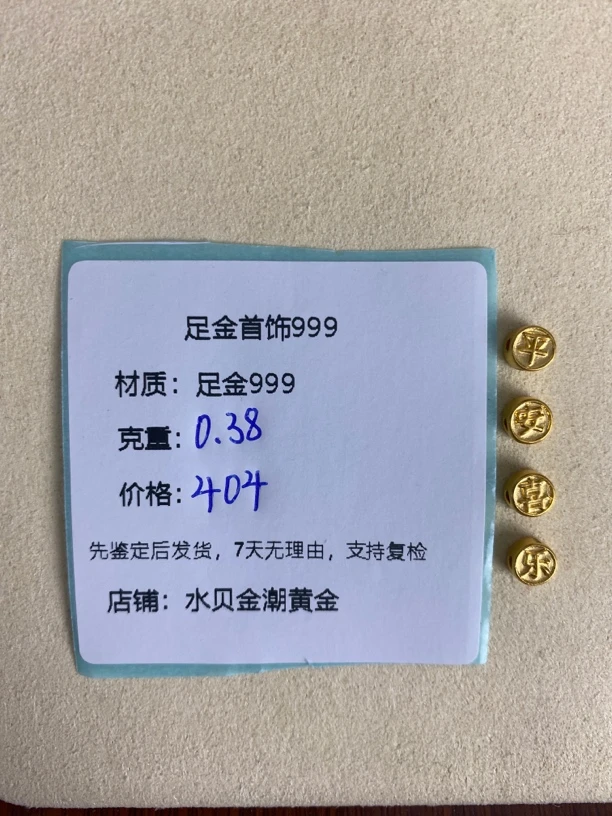 足金首饰999
材质：足金999
克重：0.38
价格：404
先鉴定后发货，7天无理由，支持复检
店铺：水贝金潮黄金
平
安
喜
乐